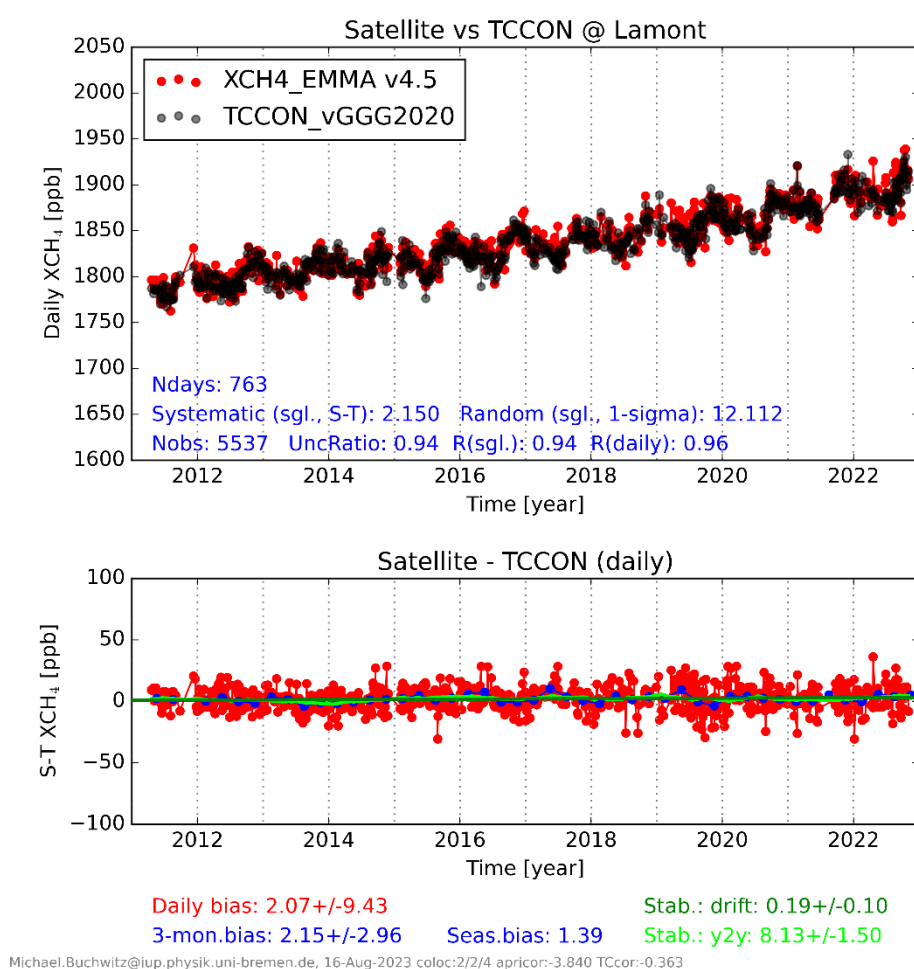 Satellite vs TCCON @ Lamont
2050
2000
1950
1900
1850
1800
1750
1700
1650
1600
Daily XCH₄ [ppb]
XCH4_EMMA v4.5
TCCON_vGGG2020
Ndays: 763
Systematic (sgl., S-T): 2.150 Random (sgl., 1-sigma): 12.112
Nobs: 5537 UncRatio: 0.94 R(sgl.): 0.94 R(daily): 0.96
2012 2014 2016 2018 2020 2022
Time [year]
Satellite - TCCON (daily)
100
50
0
−50
−100
S-T XCH₄ [ppb]
2012 2014 2016 2018 2020 2022
Time [year]
Daily bias: 2.07+/-9.43 Stab.: drift: 0.19+/-0.10
3-mon.bias: 2.15+/-2.96 Seas.bias: 1.39 Stab.: y2y: 8.13+/-1.50
Michael.Buchwitz@iup.physik.uni-bremen.de, 16-Aug-2023 coloc:2/2/4 apricor:-3.840 TCcor:-0.363